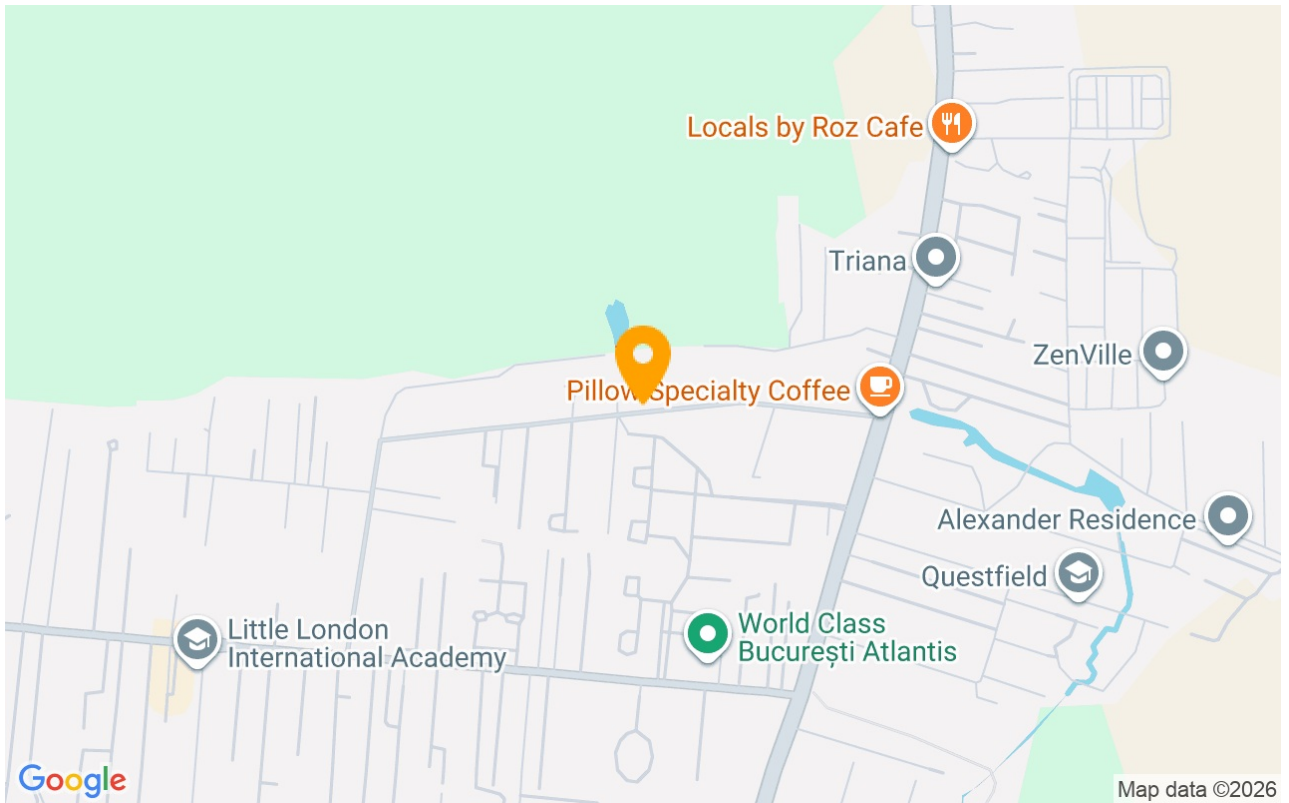 Locals by Roz Cafe
Triana
ZenVille
Pillow Specialty Coffee
Alexander Residence
Questfield
World Class
București Atlantis
Little London
International Academy
Google
Map data ©2026